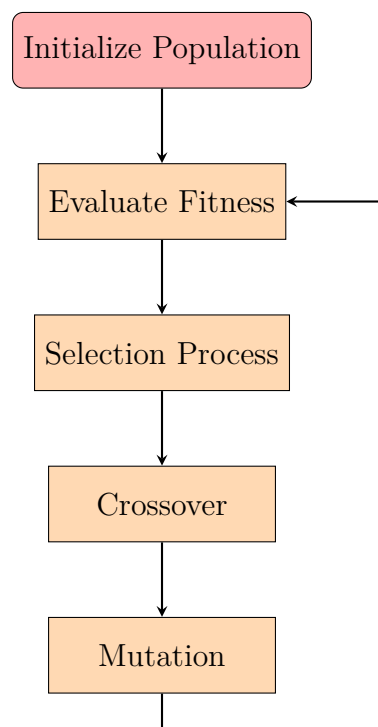 Initialize Population
Evaluate Fitness
Selection Process
Crossover
Mutation